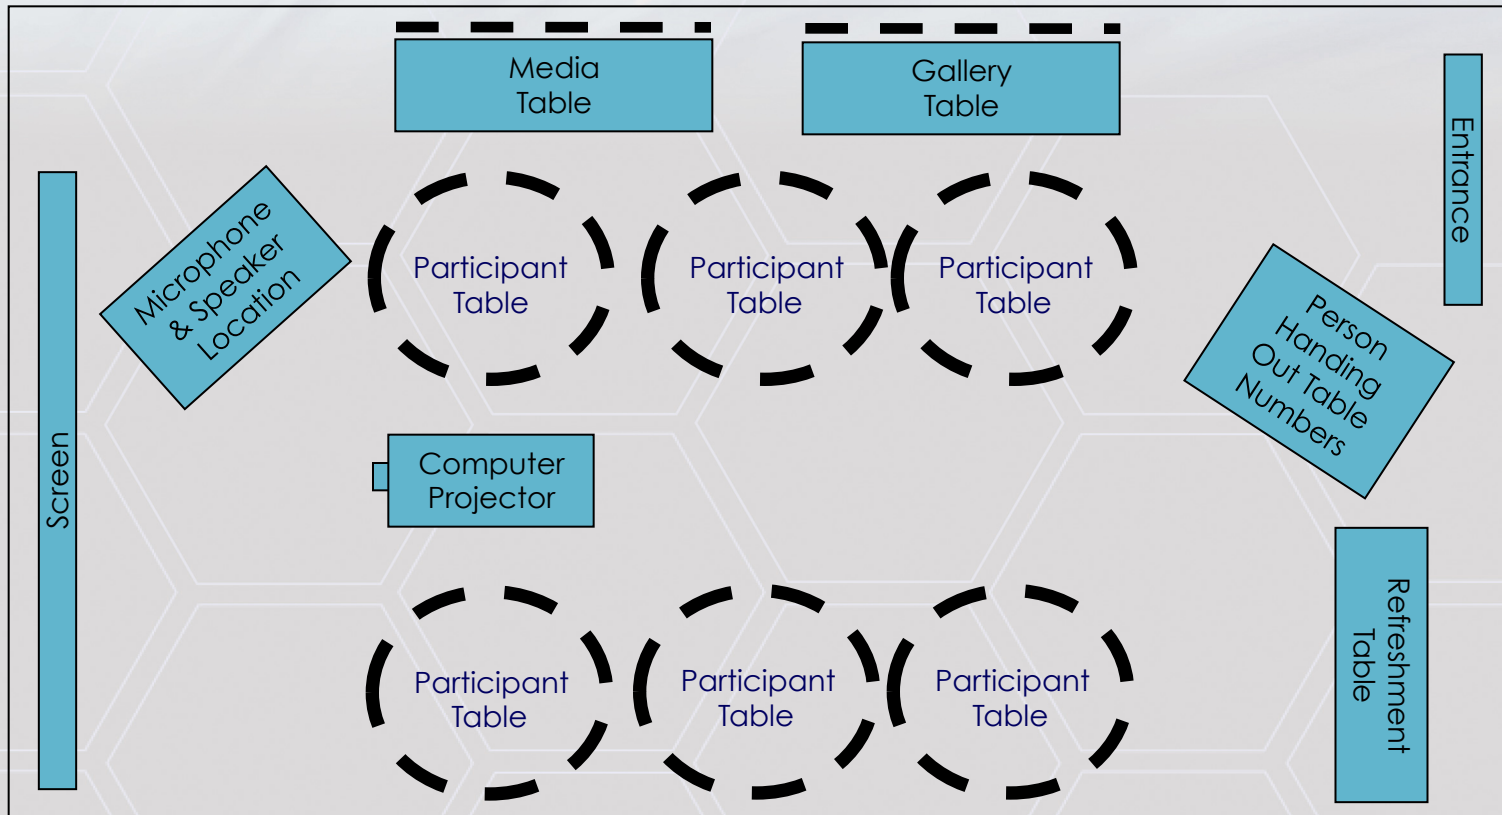 Media
Table
Gallery
Table
Entrance
Microphone
& Speaker
Location
Participant
Table
Participant
Table
Participant
Table
Person
Handing
Out Table
Numbers
Screen
Computer
Projector
Refreshment
Table
Participant
Table
Participant
Table
Participant
Table